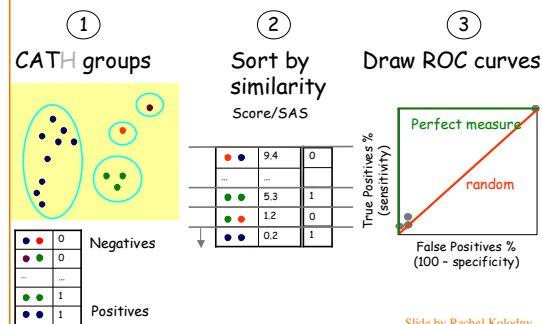 1
CATH groups
0
Negatives
0
..
...
1
1
Positives
2
Sort by
similarity
Score/SAS
9.4
0
...
...
5.3
1
1.2
0
0.2
1
3
Draw ROC curves
True Positives %
(sensitivity)
Perfect measure
random
False Positives %
(100 – specificity)
Slide by Rachel Kolodny